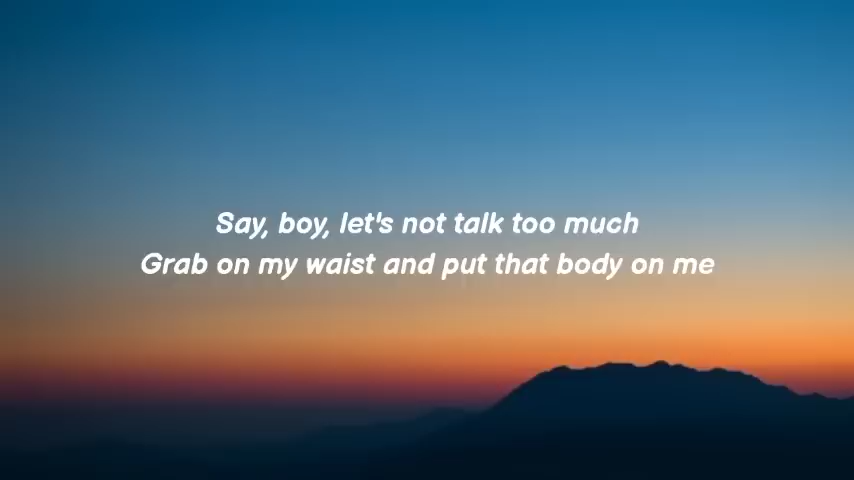 Say, boy, let's not talk too much
Grab on my waist and put that body on me